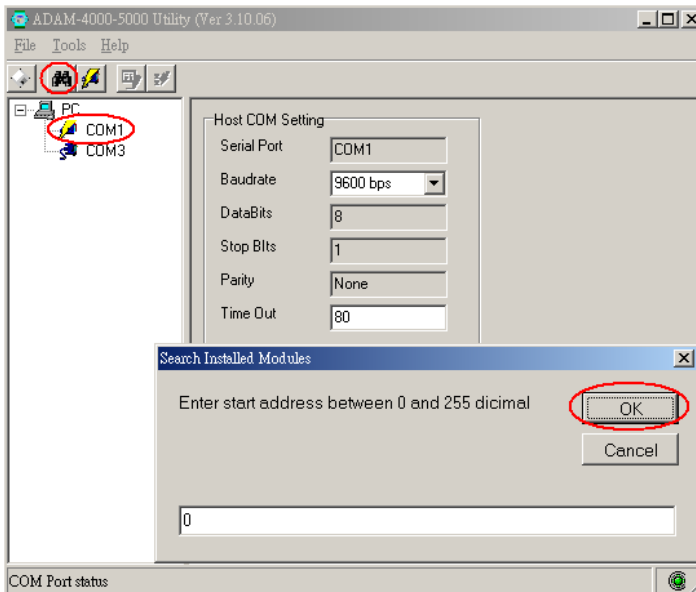 ADAM-4000-5000 Utility (Ver 3.10.06)
File Tools Help
PC
COM1
COM3
Host COM Setting
Serial Port COM1
Baudrate 9600 bps
DataBits 8
Stop BIts 1
Parity None
Time Out 80
Search Installed Modules
Enter start address between 0 and 255 dicimal
OK
Cancel
0
COM Port status